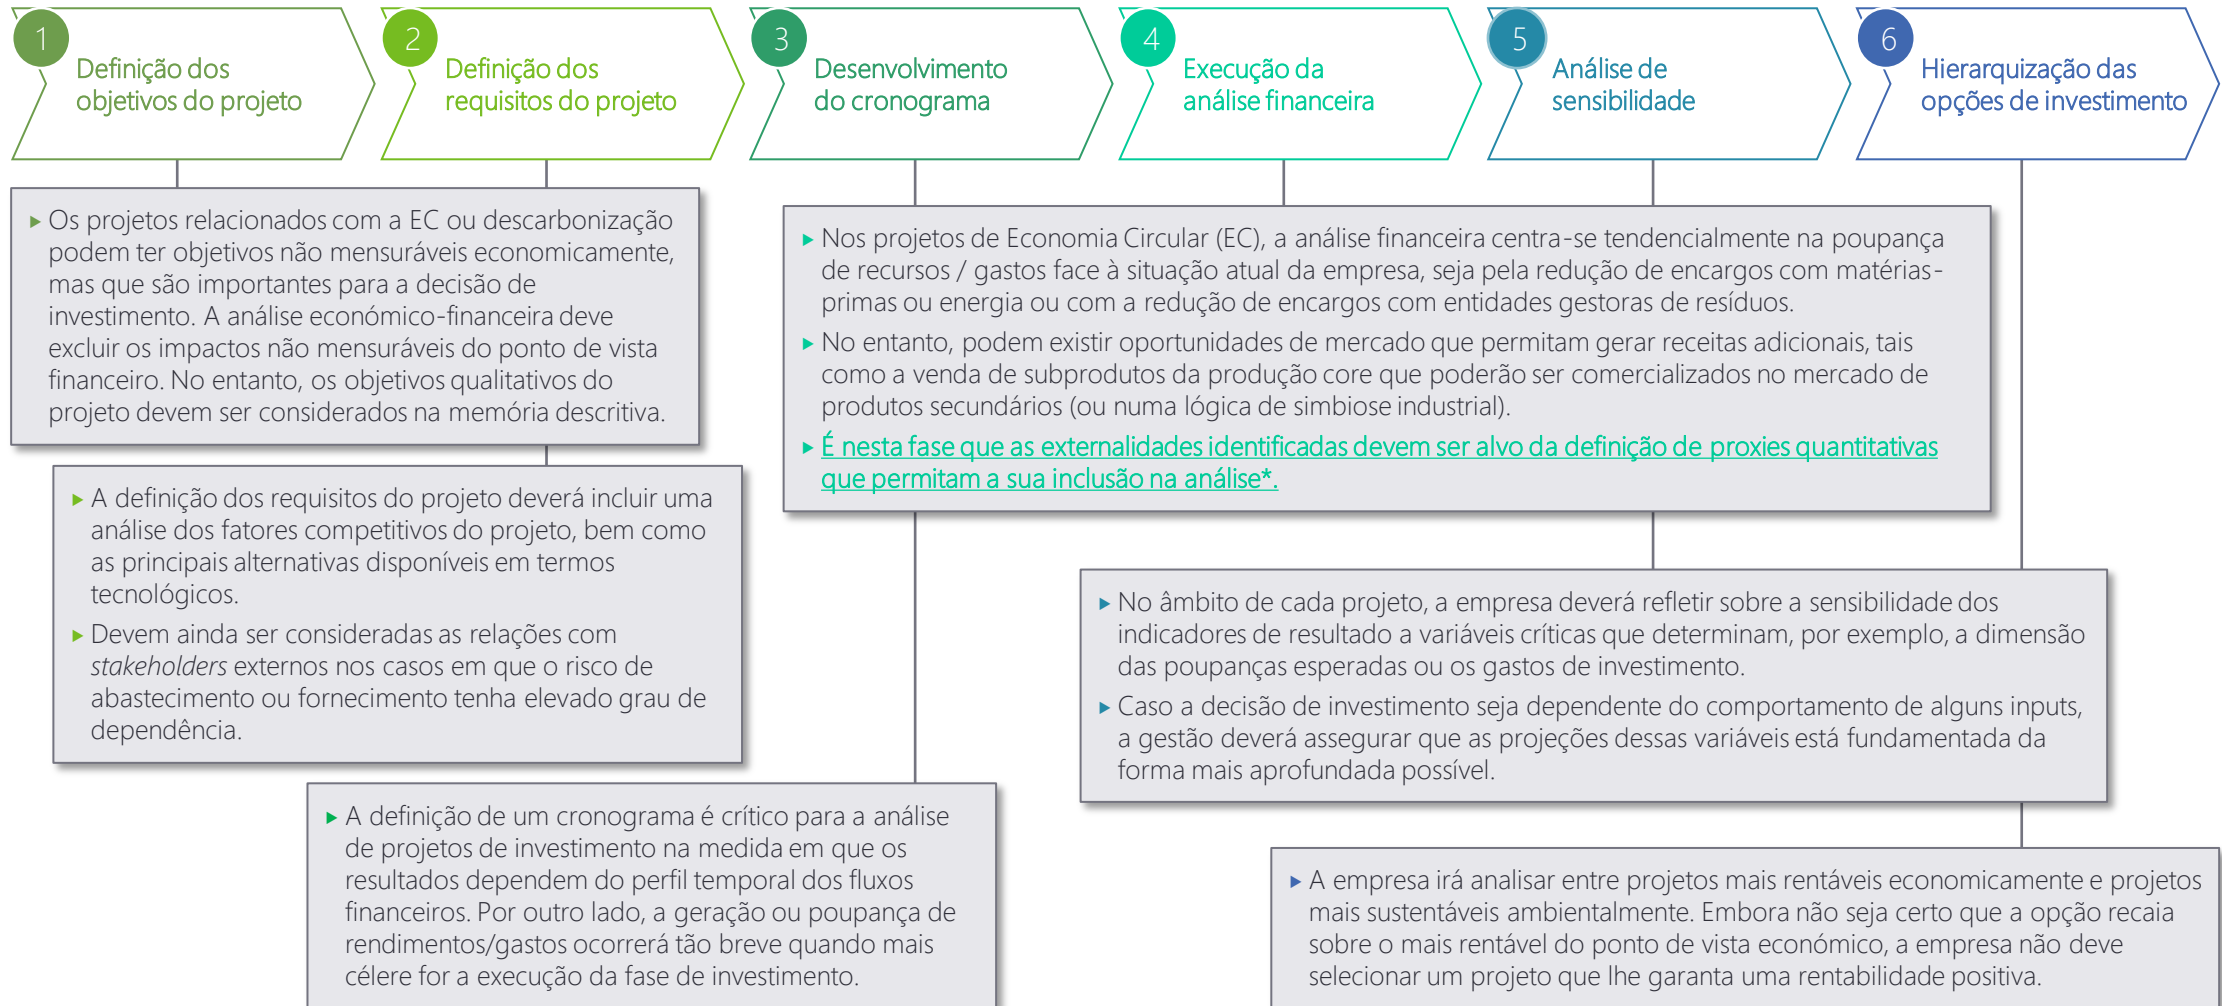 1
Definição dos
objetivos do projeto
2
Definição dos
requisitos do projeto
3
Desenvolvimento
do cronograma
4
Execução da
análise financeira
5
Análise de
sensibilidade
6
Hierarquização das
opções de investimento
Os projetos relacionados com a EC ou descarbonização
podem ter objetivos não mensuráveis economicamente,
mas que são importantes para a decisão de
investimento. A análise económico-financeira deve
excluir os impactos não mensuráveis do ponto de vista
financeiro. No entanto, os objetivos qualitativos do
projeto devem ser considerados na memória descritiva.
A definição dos requisitos do projeto deverá incluir uma
análise dos fatores competitivos do projeto, bem como
as principais alternativas disponíveis em termos
tecnológicos.
Devem ainda ser consideradas as relações com
stakeholders externos nos casos em que o risco de
abastecimento ou fornecimento tenha elevado grau de
dependência.
A definição de um cronograma é crítico para a análise
de projetos de investimento na medida em que os
resultados dependem do perfil temporal dos fluxos
financeiros. Por outro lado, a geração ou poupança de
rendimentos/gastos ocorrerá tão breve quando mais
célere for a execução da fase de investimento.
Nos projetos de Economia Circular (EC), a análise financeira centra-se tendencialmente na poupança
de recursos / gastos face à situação atual da empresa, seja pela redução de encargos com matérias-
primas ou energia ou com a redução de encargos com entidades gestoras de resíduos.
No entanto, podem existir oportunidades de mercado que permitam gerar receitas adicionais, tais
como a venda de subprodutos da produção core que poderão ser comercializados no mercado de
produtos secundários (ou numa lógica de simbiose industrial).
É nesta fase que as externalidades identificadas devem ser alvo da definição de proxies quantitativas
que permitam a sua inclusão na análise*.
No âmbito de cada projeto, a empresa deverá refletir sobre a sensibilidade dos
indicadores de resultado a variáveis críticas que determinam, por exemplo, a dimensão
das poupanças esperadas ou os gastos de investimento.
Caso a decisão de investimento seja dependente do comportamento de alguns inputs,
a gestão deverá assegurar que as projeções dessas variáveis está fundamentada da
forma mais aprofundada possível.
A empresa irá analisar entre projetos mais rentáveis economicamente e projetos
mais sustentáveis ambientalmente. Embora não seja certo que a opção recaia
sobre o mais rentável do ponto de vista económico, a empresa não deve
selecionar um projeto que lhe garanta uma rentabilidade positiva.